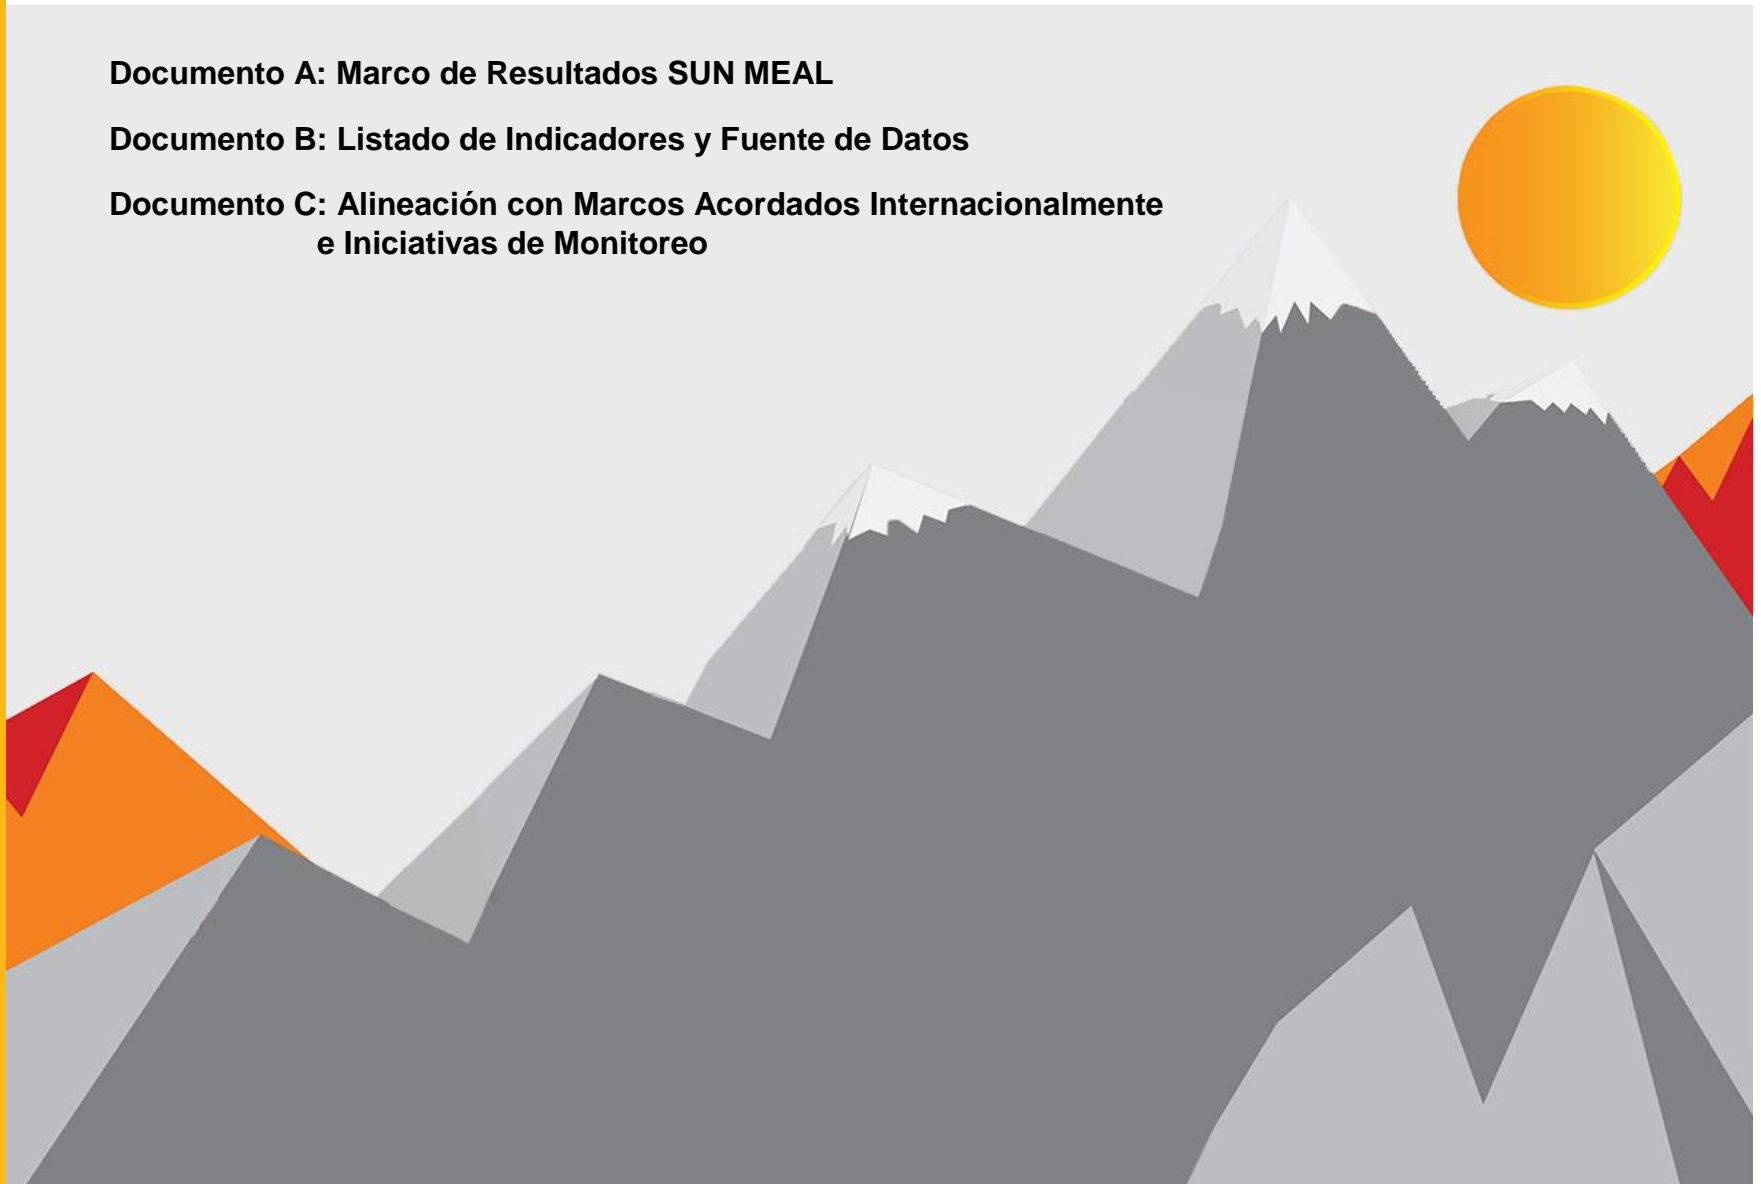 Documento A: Marco de Resultados SUN MEAL
Documento B: Listado de Indicadores y Fuente de Datos
Documento C: Alineación con Marcos Acordados Internacionalmente
e Iniciativas de Monitoreo